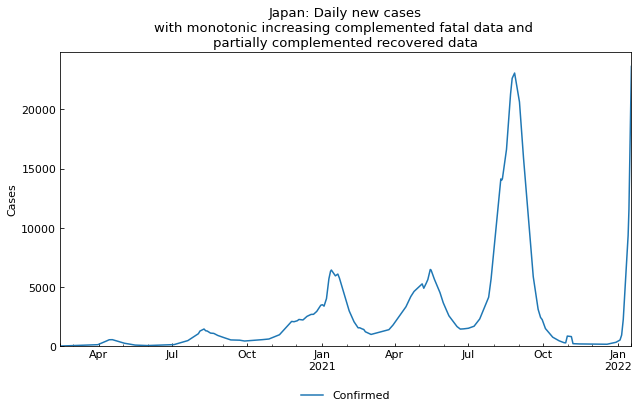 Japan: Daily new cases
with monotonic increasing complemented fatal data and
partially complemented recovered data
Cases
20000
15000
10000
5000
0
Apr
Jul
Oct
Jan
2021
Apr
Jul
Oct
Jan
2022
Confirmed